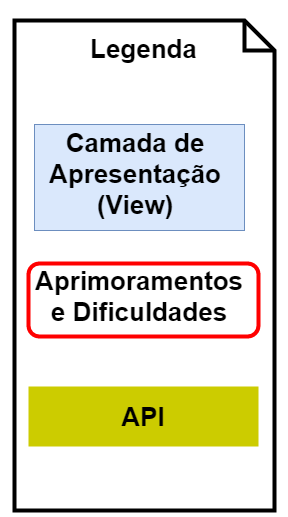 Legenda
Camada de
Apresentação
(View)
Aprimoramentos
e Dificuldades
API